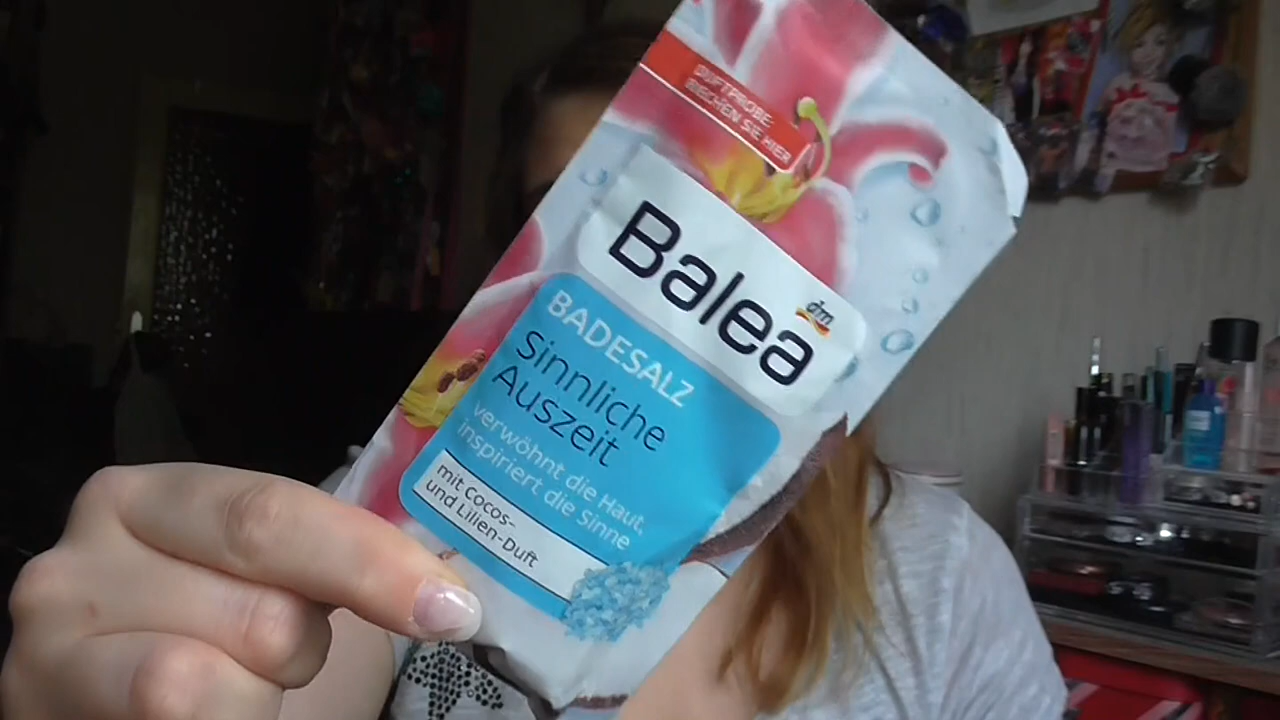 DUFTPROBE:
RIECHEN SIE HIER
Balea
dm
BADESALZ
Sinnliche
Auszeit
verwöhnt die Haut,
inspiriert die Sinne
mit Cocos-
und Lilien-Duft